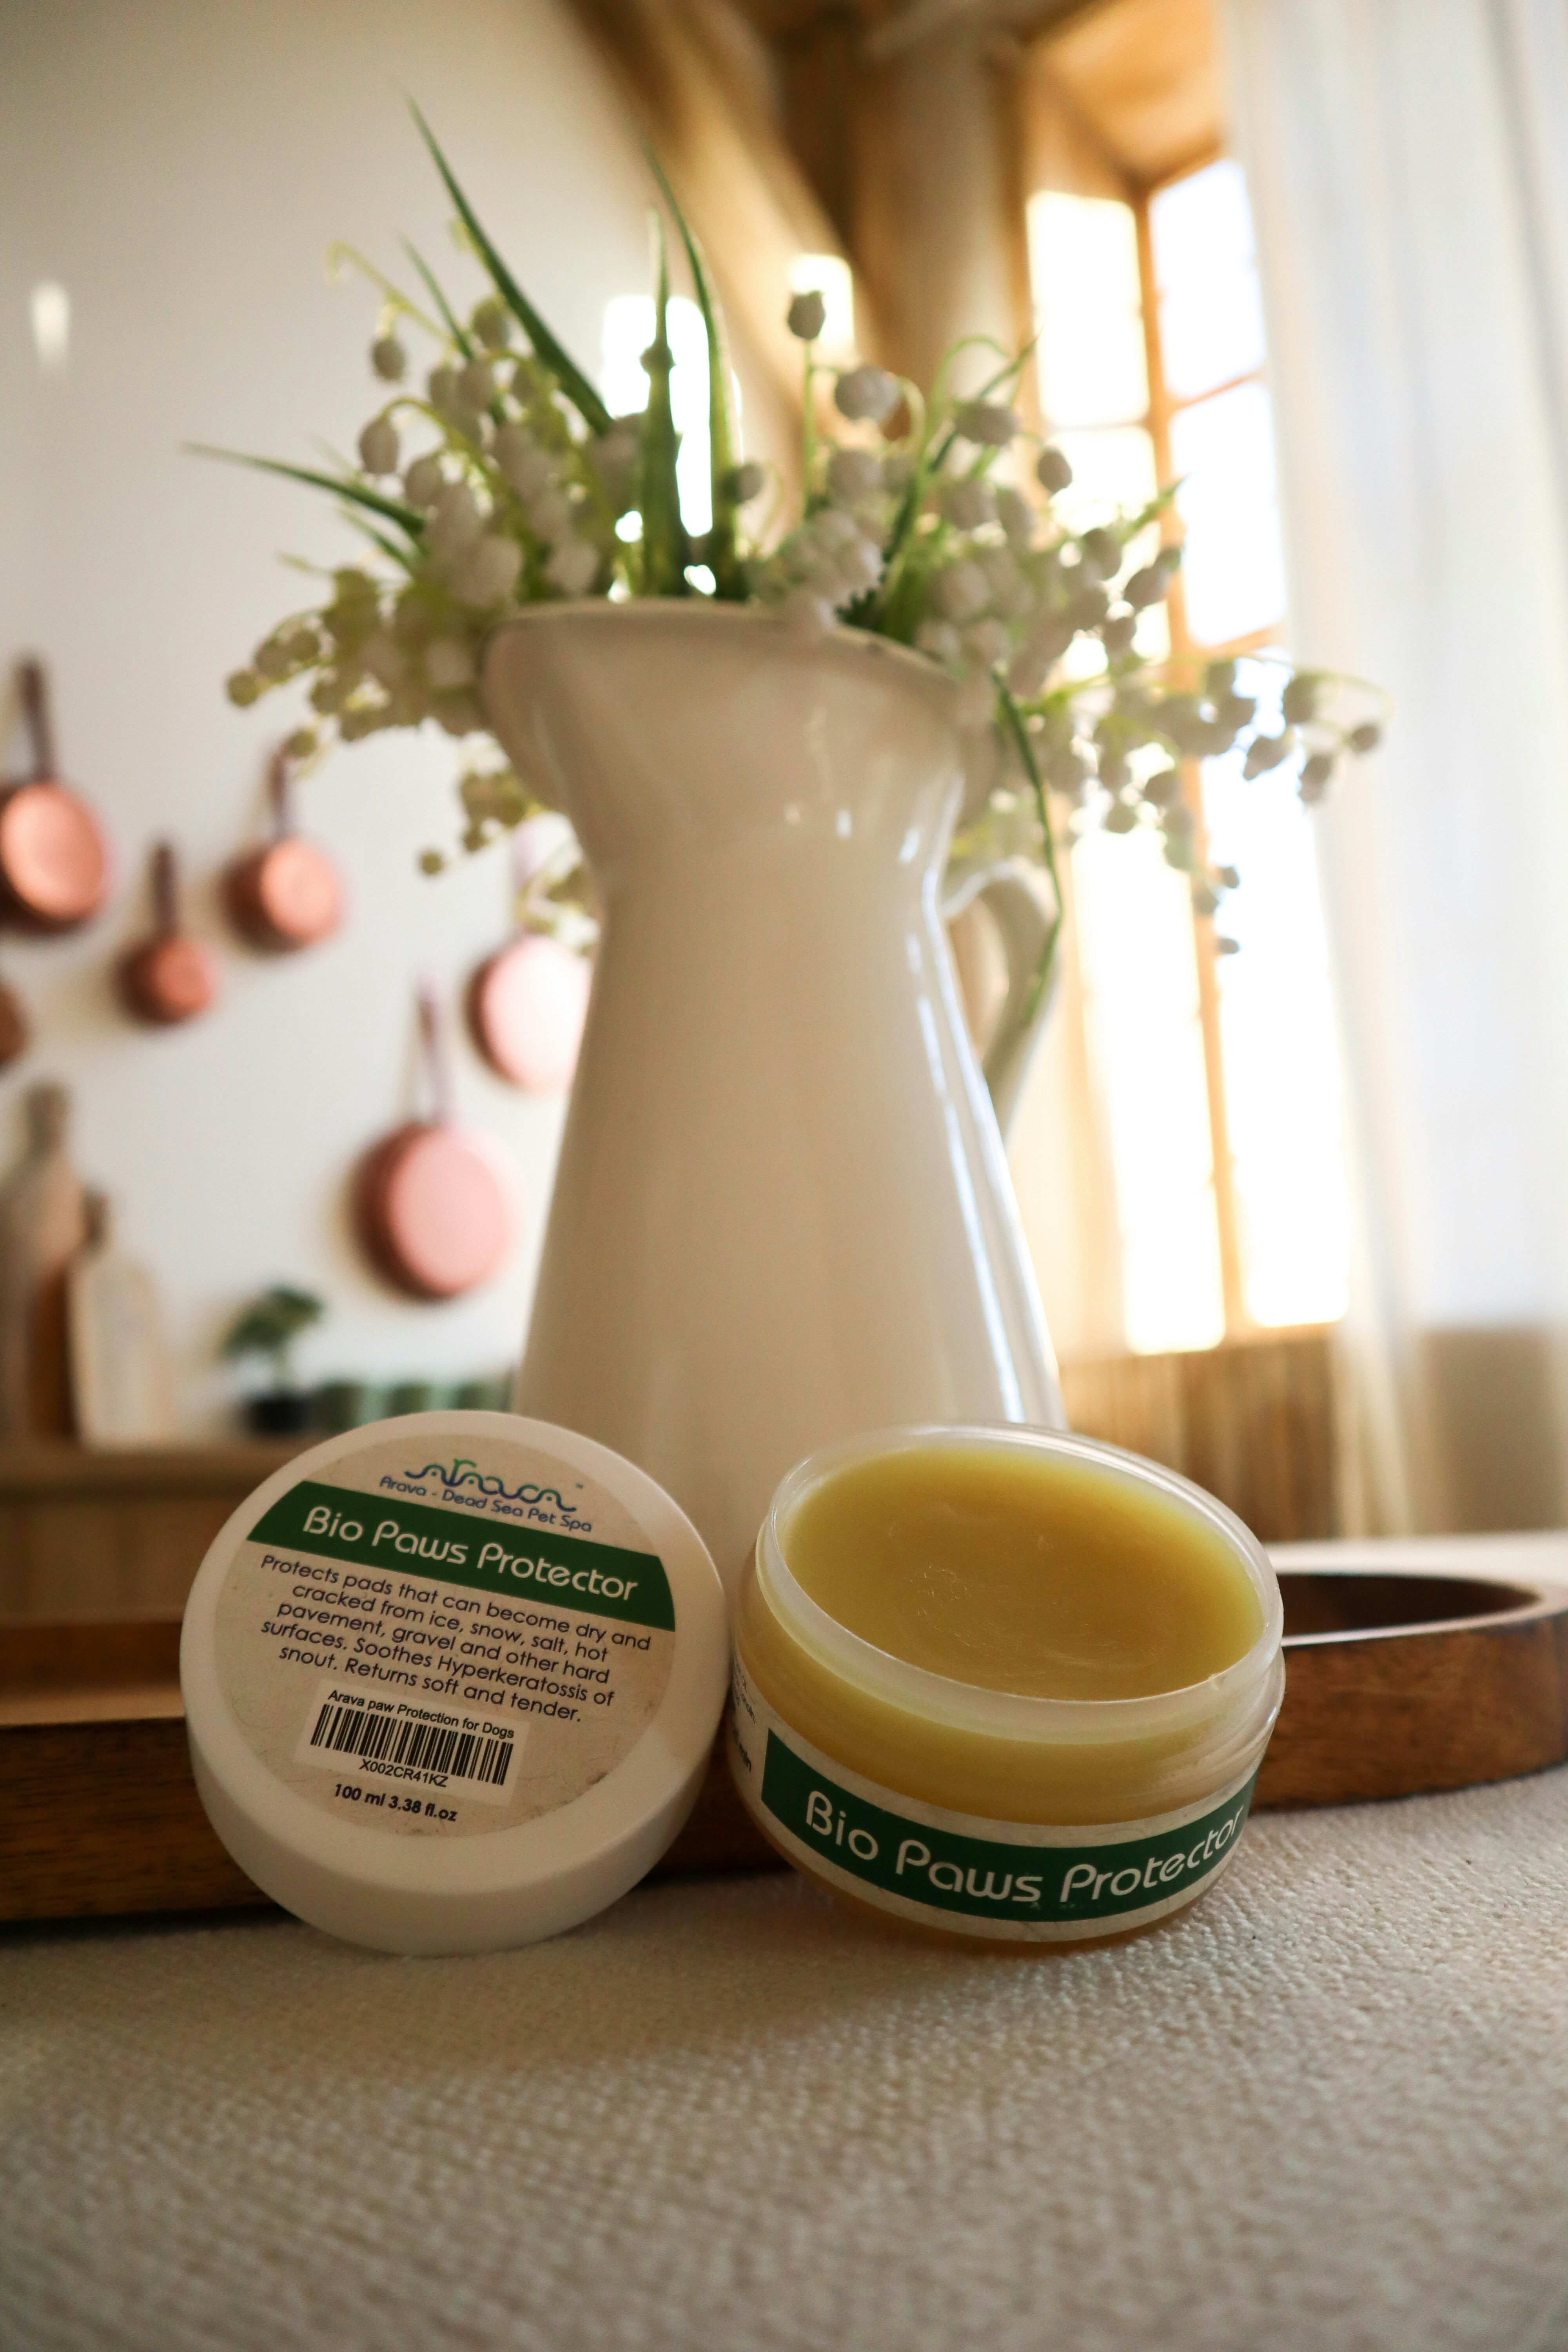 arava
Arava - Dead Sea Pet Spa
Bio Paws Protector
Protects pads that can become dry and
cracked from ice, snow, salt, hot
pavement, gravel and other hard
surfaces. Soothes Hyperkeratossis of
snout. Returns soft and tender.
Arava paw Protection for Dogs
X002CR41KZ
100 ml 3.38 fl.oz
Bio Paws Protector